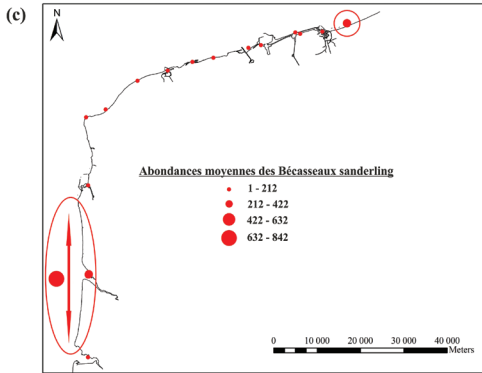 (c)
N
Abondances moyennes des Bécasseaux sanderling
1 - 212
212 - 422
422 - 632
632 - 842
0 10 000 20 000 30 000 40 000
Meters